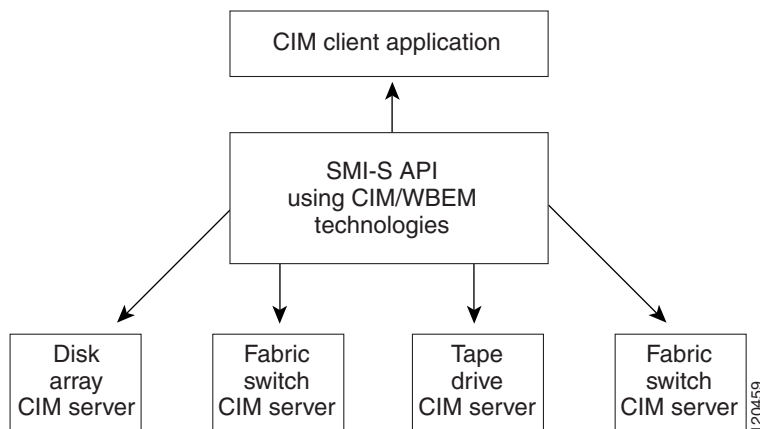 CIM client application
SMI-S API
using CIM/WBEM
technologies
Disk
array
CIM server
Fabric
switch
CIM server
Tape
drive
CIM server
Fabric
switch
CIM server
120459